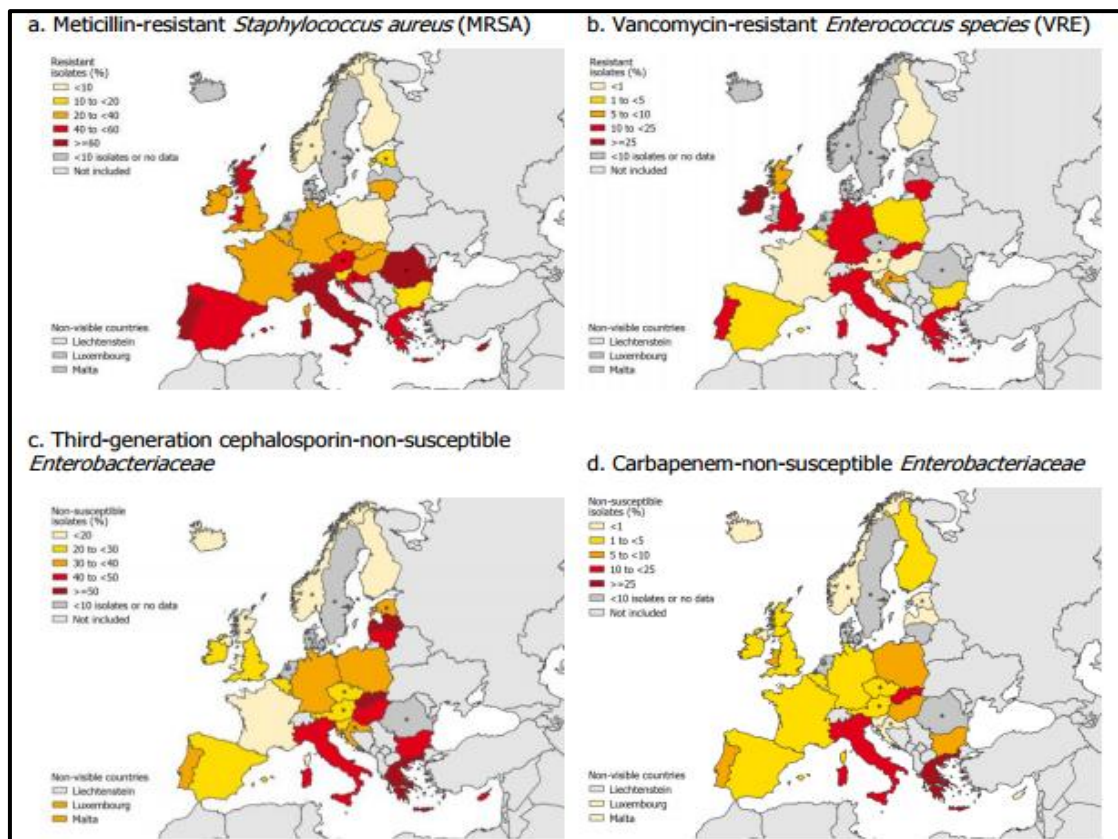 a. Meticillin-resistant Staphylococcus aureus (MRSA)
Resistant
isolates (%)
<10
10 to <20
20 to <40
40 to <60
>=60
<10 isolates or no data
Not included
Non-visible countries
Liechtenstein
Luxembourg
Malta
b. Vancomycin-resistant Enterococcus species (VRE)
Resistant
isolates (%)
<1
1 to <5
5 to <10
10 to <25
>=25
<10 isolates or no data
Not included
Non-visible countries
Liechtenstein
Luxembourg
Malta
c. Third-generation cephalosporin-non-susceptible
Enterobacteriaceae
Non-susceptible
isolates (%)
<20
20 to <30
30 to <40
40 to <50
>=50
<10 isolates or no data
Not included
Non-visible countries
Liechtenstein
Luxembourg
Malta
d. Carbapenem-non-susceptible Enterobacteriaceae
Non-susceptible
isolates (%)
<1
1 to <5
5 to <10
10 to <25
>=25
<10 isolates or no data
Not included
Non-visible countries
Liechtenstein
Luxembourg
Malta